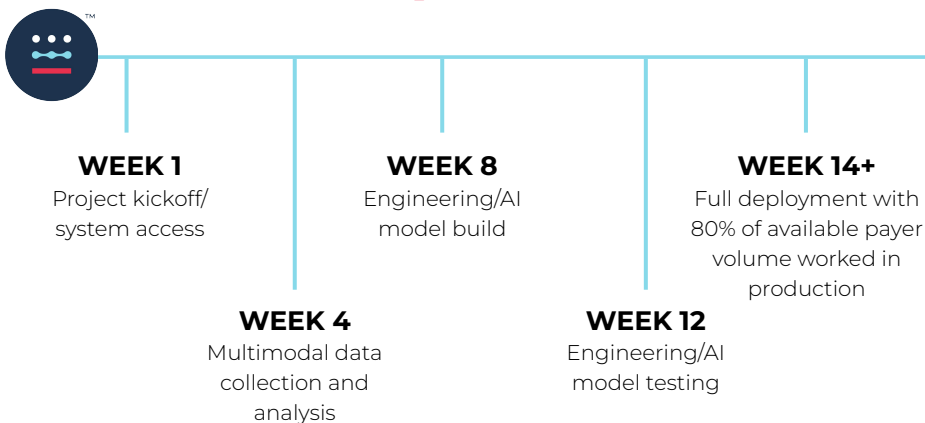 TM
WEEK 1
Project kickoff/
system access
WEEK 4
Multimodal data
collection and
analysis
WEEK 8
Engineering/AI
model build
WEEK 12
Engineering/AI
model testing
WEEK 14+
Full deployment with
80% of available payer
volume worked in
production